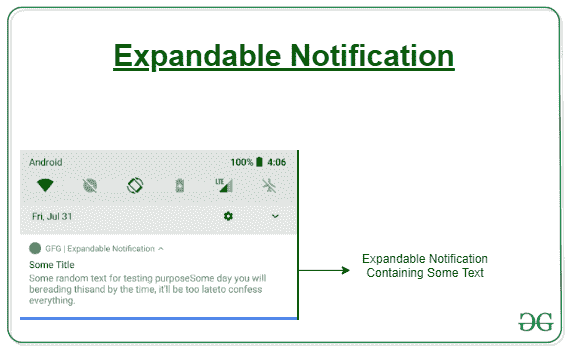 Expandable Notification
Android
100% 4:06
LTE
Fri, Jul 31
GFG | Expandable Notification
Some Title
Some random text for testing purposeSome day you will
bereading thisand by the time, it'll be too lateto confess
everything.
Expandable Notification
Containing Some Text